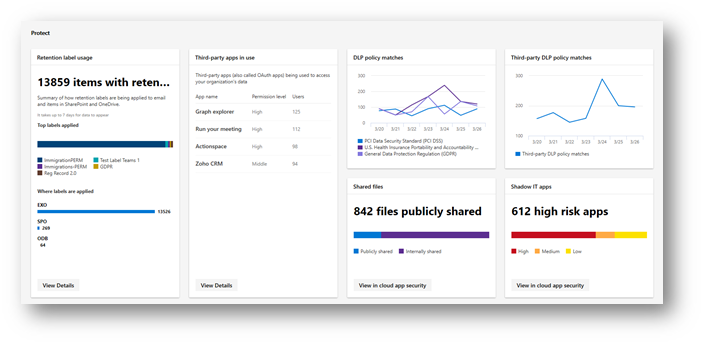 Protect
Retention label usage
13859 items with reten...
Summary of how retention labels are being applied to email
and items in SharePoint and OneDrive.
It takes up to 7 days for data to appear
Top labels applied
ImmigrationPERM
Test Label Teams 1
Immigrations-PERM
GDPR
Reg Record 2.0
Where labels are applied
EXO
13526
SPO
269
ODB
64
View Details
Third-party apps in use
Third-party apps (also called OAuth apps) being used to access
your organization's data
App name Permission level Users
Graph explorer High 125
Run your meeting High 112
Actionspace High 98
Zoho CRM Middle 94
View Details
DLP policy matches
300
200
100
0
3/20 3/21 3/22 3/23 3/24 3/25 3/26
PCI Data Security Standard (PCI DSS)
U.S. Health Insurance Portability and Accountability ...
General Data Protection Regulation (GDPR)
Third-party DLP policy matches
300
200
100
3/20 3/21 3/22 3/23 3/24 3/25 3/26
Third-party DLP policy matches
Shared files
842 files publicly shared
Publicly shared Internally shared
View in cloud app security
Shadow IT apps
612 high risk apps
High Medium Low
View in cloud app security